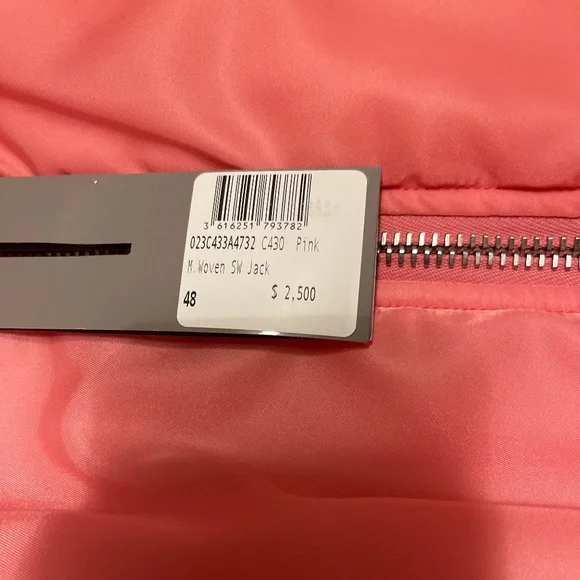 3 616251 793782
023C433A4732 C430 Pink
M.Woven SW Jack
48 $ 2,500